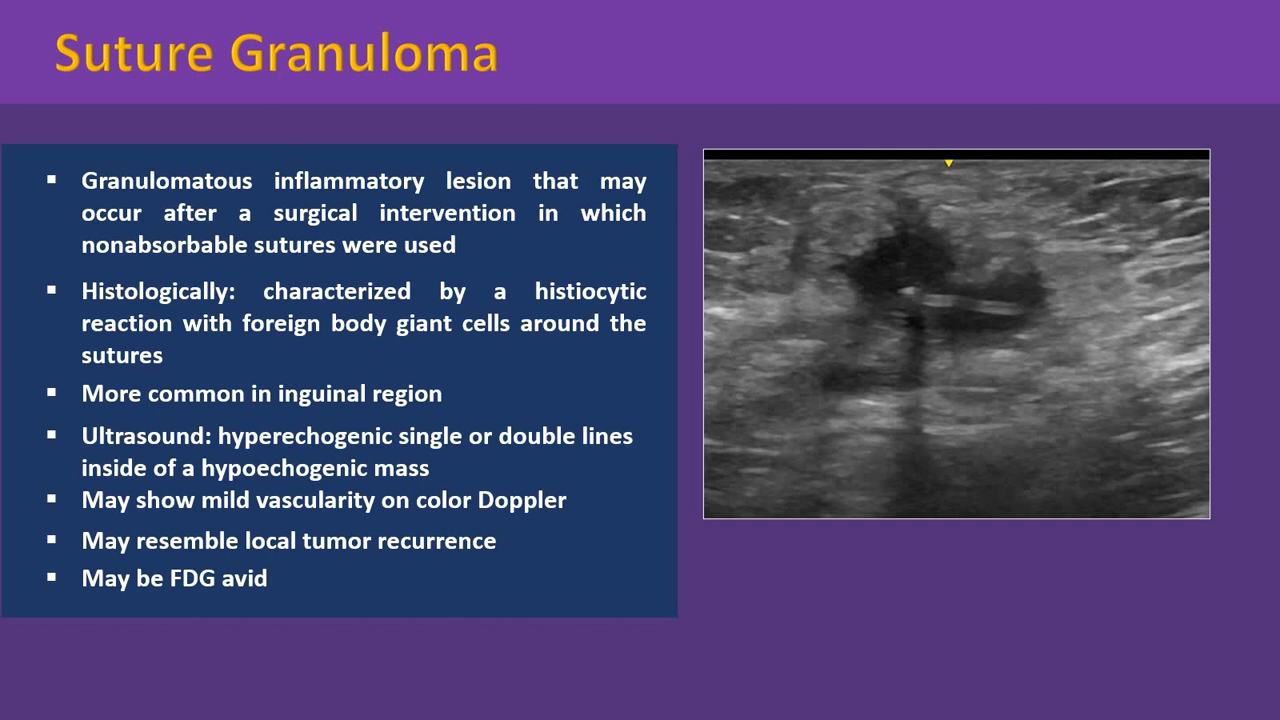 Suture Granuloma
▪ Granulomatous inflammatory lesion that may
occur after a surgical intervention in which
nonabsorbable sutures were used
▪ Histologically: characterized by a histiocytic
reaction with foreign body giant cells around the
sutures
▪ More common in inguinal region
▪ Ultrasound: hyperechogenic single or double lines
inside of a hypoechogenic mass
▪ May show mild vascularity on color Doppler
▪ May resemble local tumor recurrence
▪ May be FDG avid